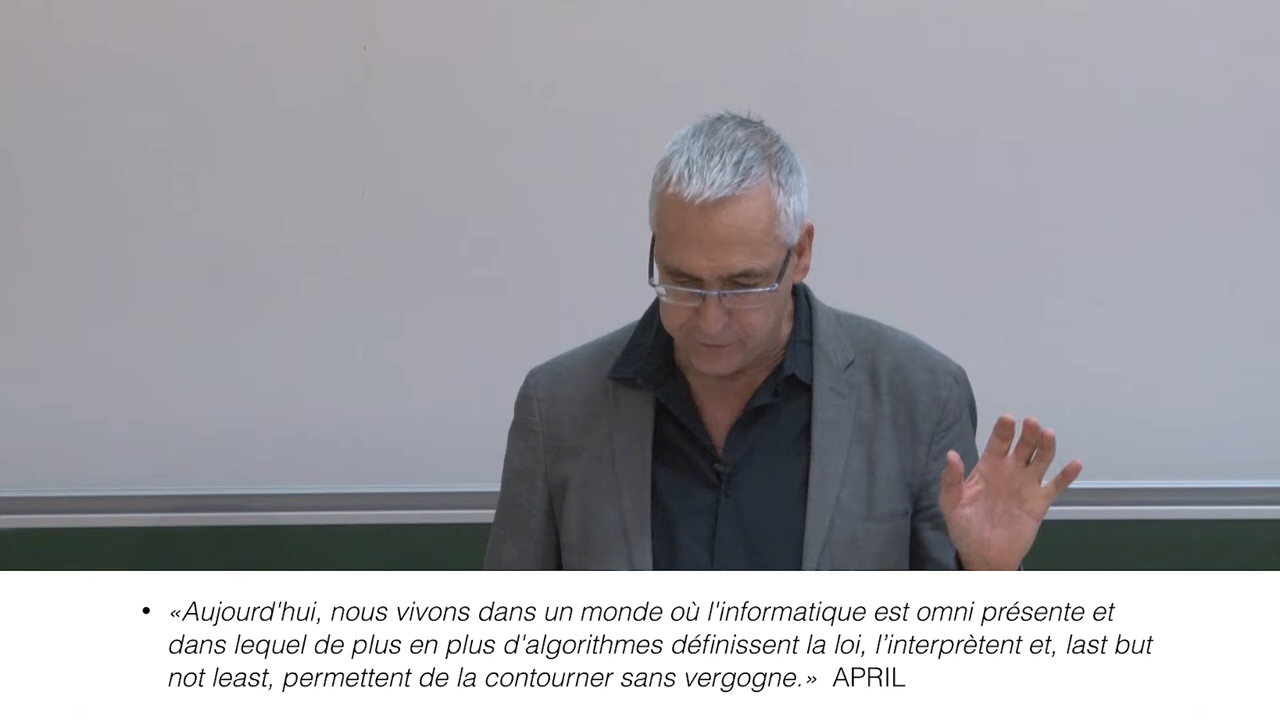 • «Aujourd'hui, nous vivons dans un monde où l'informatique est omni présente et
dans lequel de plus en plus d'algorithmes définissent la loi, l’interprètent et, last but
not least, permettent de la contourner sans vergogne.» APRIL